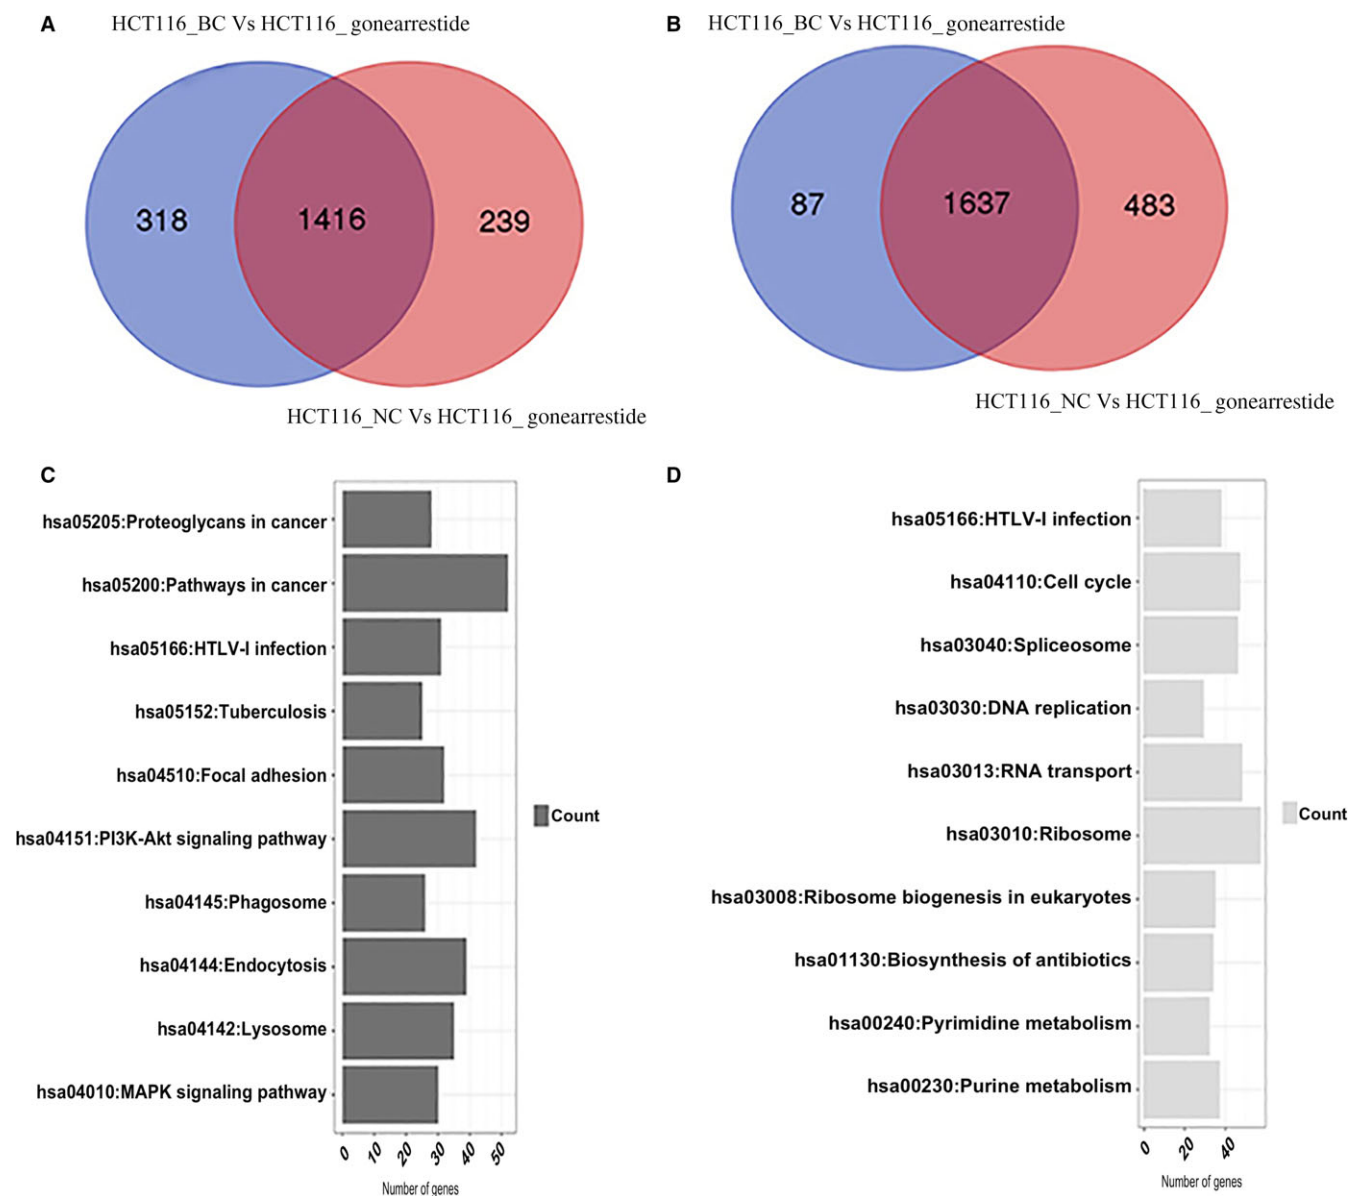 A
HCT116_BC Vs HCT116_ gonearrestide
318
1416
239
HCT116_NC Vs HCT116_ gonearrestide
B
HCT116_BC Vs HCT116_ gonearrestide
87
1637
483
HCT116_NC Vs HCT116_ gonearrestide
C
hsa05205:Proteoglycans in cancer
hsa05200:Pathways in cancer
hsa05166:HTLV-I infection
hsa05152:Tuberculosis
hsa04510:Focal adhesion
hsa04151:PI3K-Akt signaling pathway
hsa04145:Phagosome
hsa04144:Endocytosis
hsa04142:Lysosome
hsa04010:MAPK signaling pathway
0 10 20 30 40 50
Number of genes
Count
D
hsa05166:HTLV-I infection
hsa04110:Cell cycle
hsa03040:Spliceosome
hsa03030:DNA replication
hsa03013:RNA transport
hsa03010:Ribosome
hsa03008:Ribosome biogenesis in eukaryotes
hsa01130:Biosynthesis of antibiotics
hsa00240:Pyrimidine metabolism
hsa00230:Purine metabolism
0 20 40
Number of genes
Count